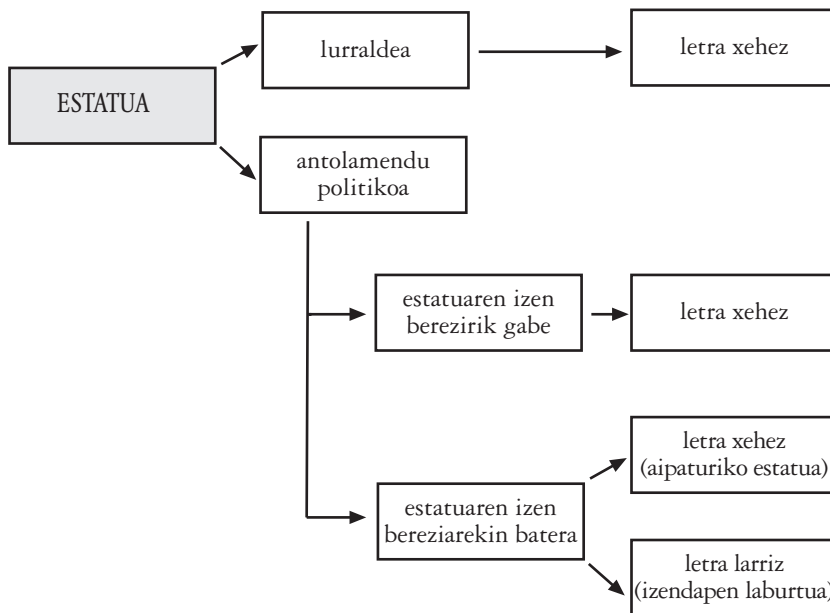 lurraldea
letra xehez
ESTATUA
antolamendu
politikoa
estatuaren izen
berezirik gabe
letra xehez
letra xehez
(aipaturiko estatua)
estatuaren izen
bereziarekin batera
letra larriz
(izendapen laburtua)